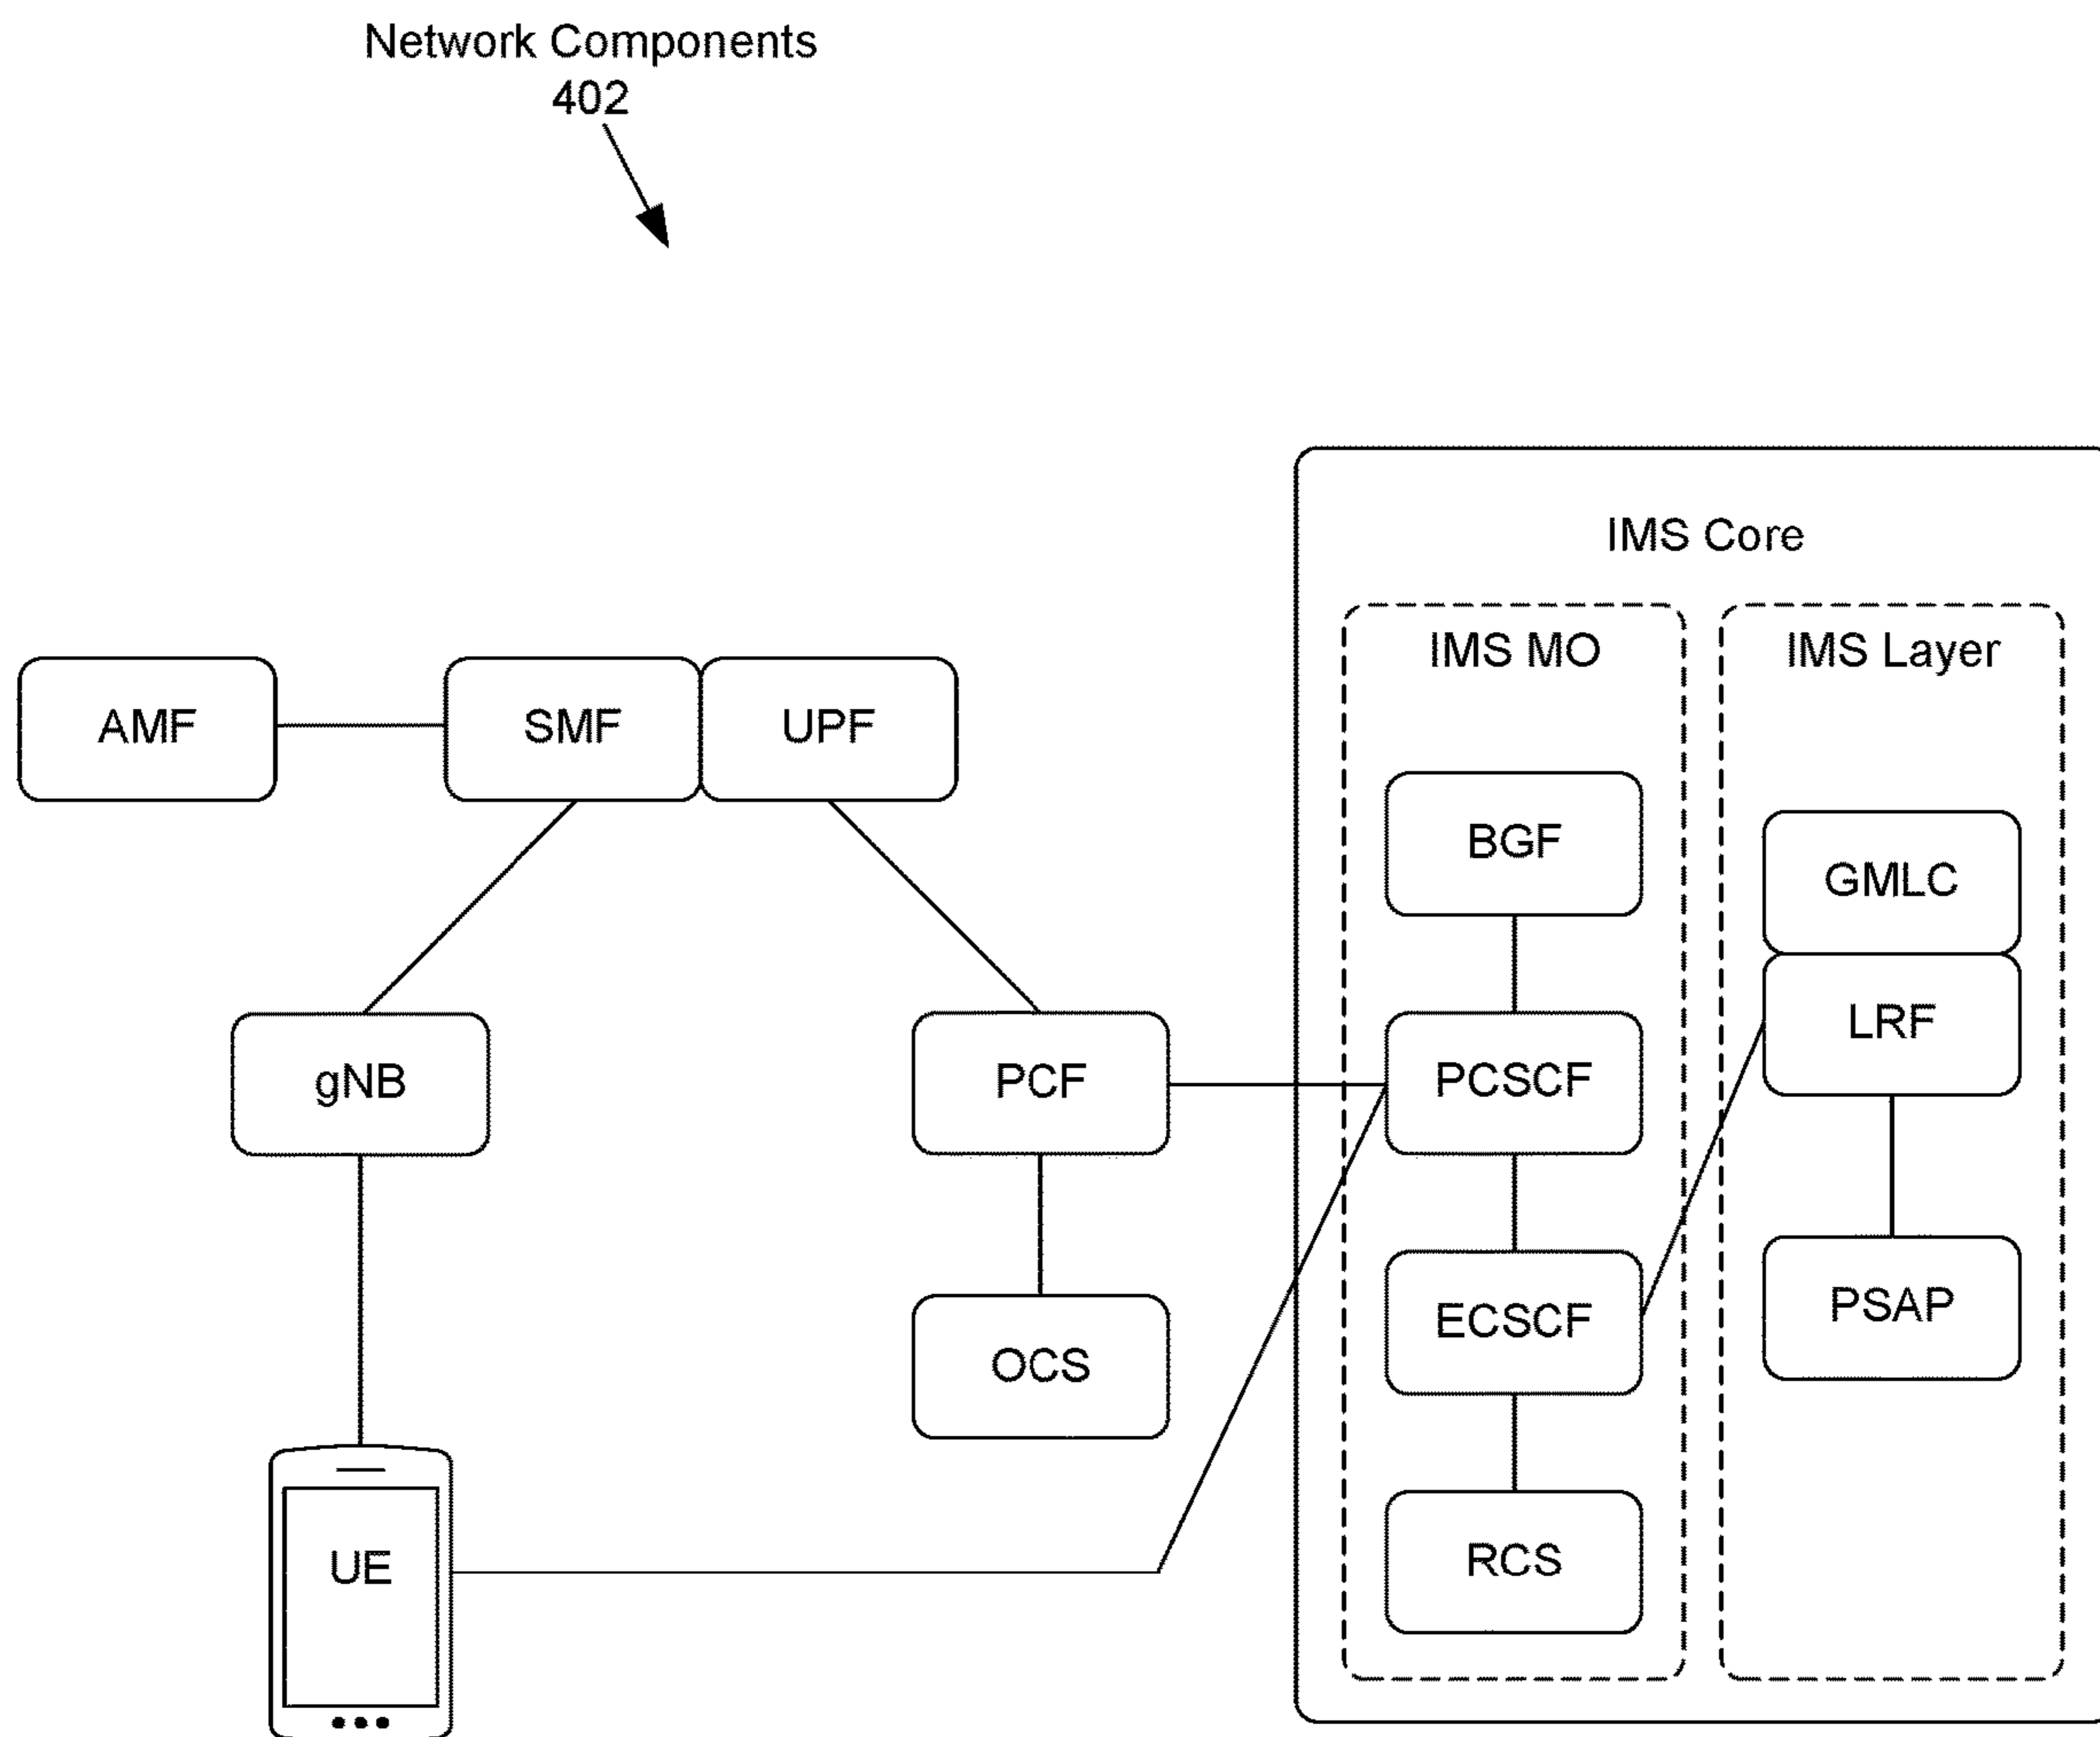 Network Components
402
IMS Core
IMS MO
IMS Layer
AMF
SMF
UPF
BGF
GMLC
LRF
gNB
PCF
PCSCF
ECSCF
PSAP
OCS
UE
RCS